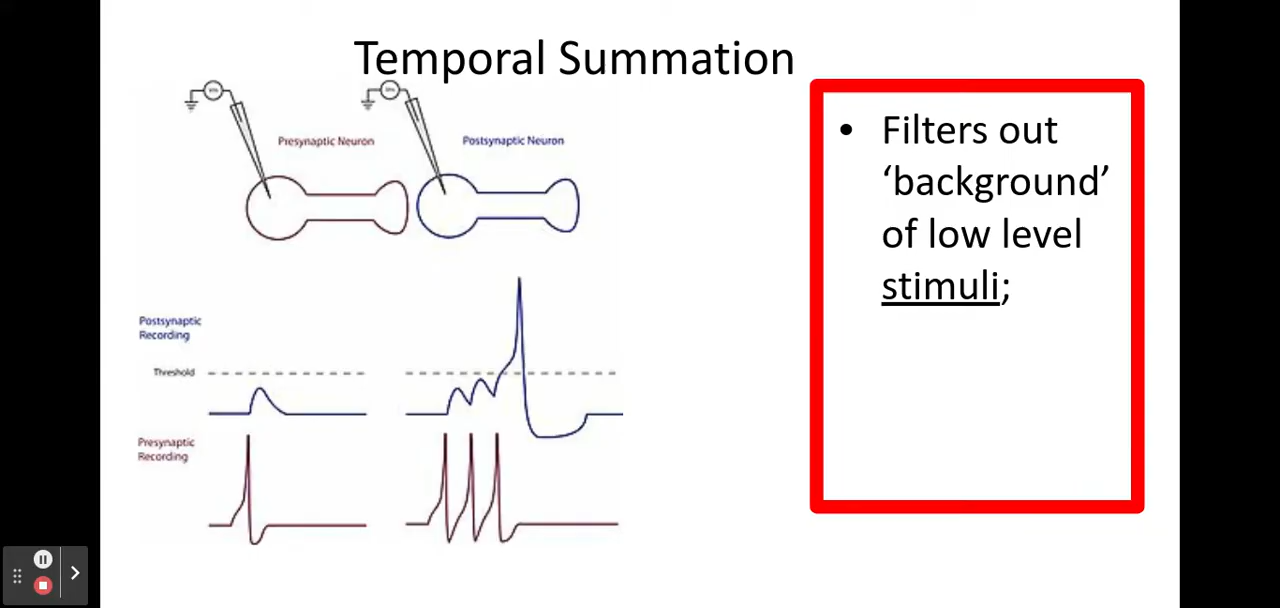 Temporal Summation
Presynaptic Neuron
Postsynaptic Neuron
• Filters out
‘background’
of low level
stimuli;
Postsynaptic
Recording
Threshold
Presynaptic
Recording